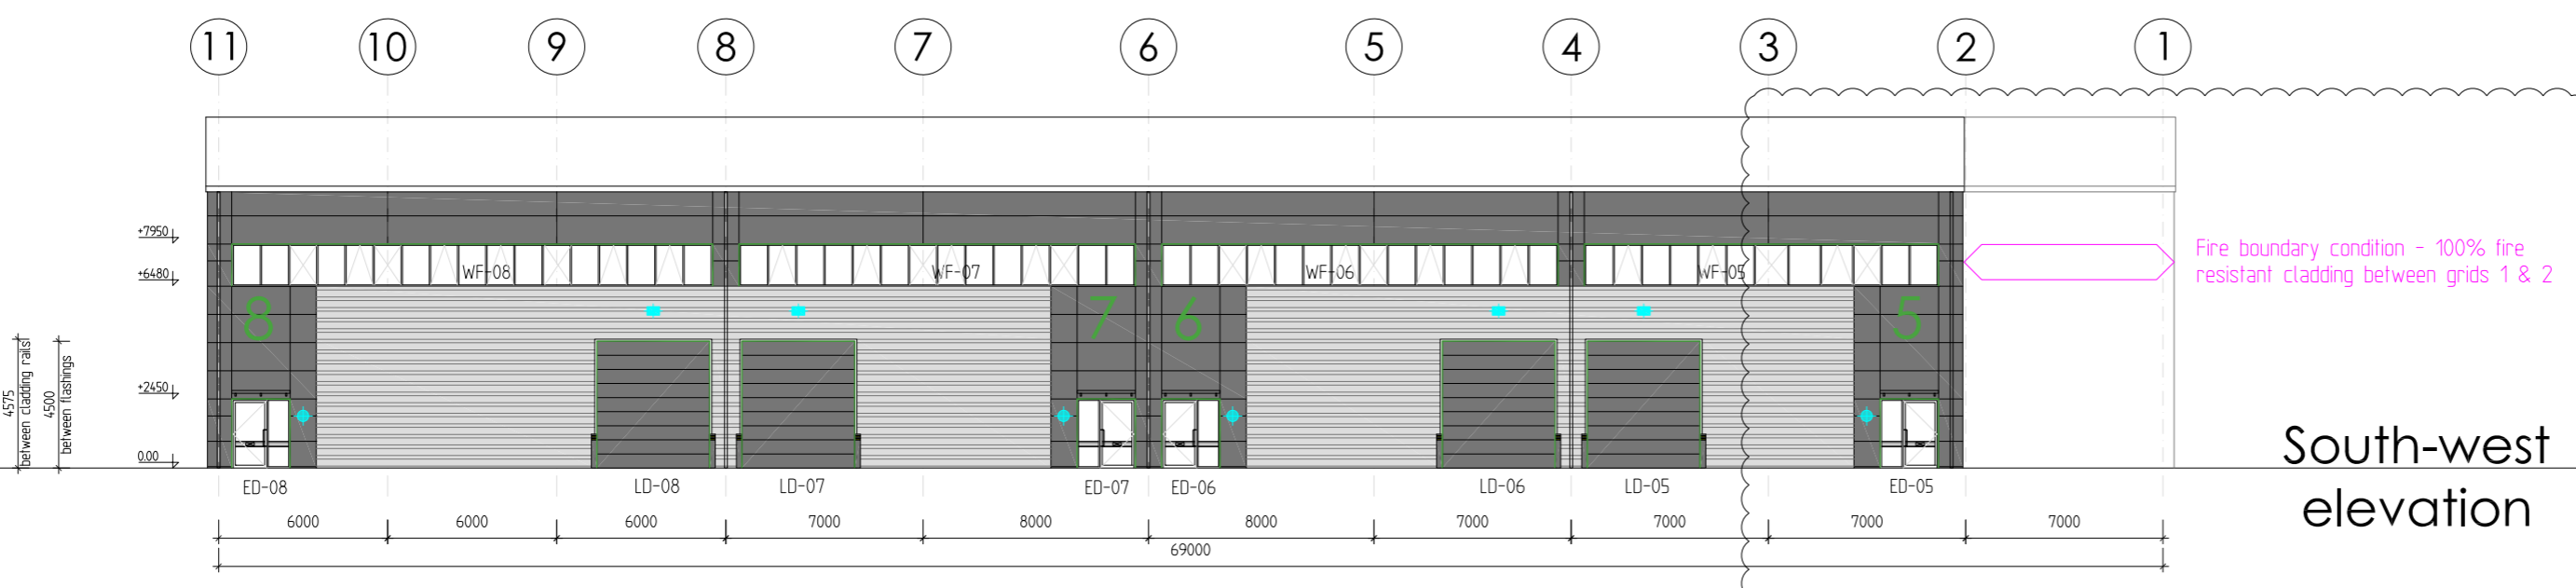 11 10 9 8 7 6 5 4 3 2 1
+7950
+6480
+2450
0.00
4575
between cladding rails
4500
between flashings
WF-08 WF-07 WF-06 WF-05
8 7 6 5
Fire boundary condition - 100% fire
resistant cladding between grids 1 & 2
South-west
elevation
ED-08 LD-08 LD-07 ED-07 ED-06 LD-06 LD-05 ED-05
6000 6000 6000 7000 8000 8000 7000 7000 7000 7000
69000